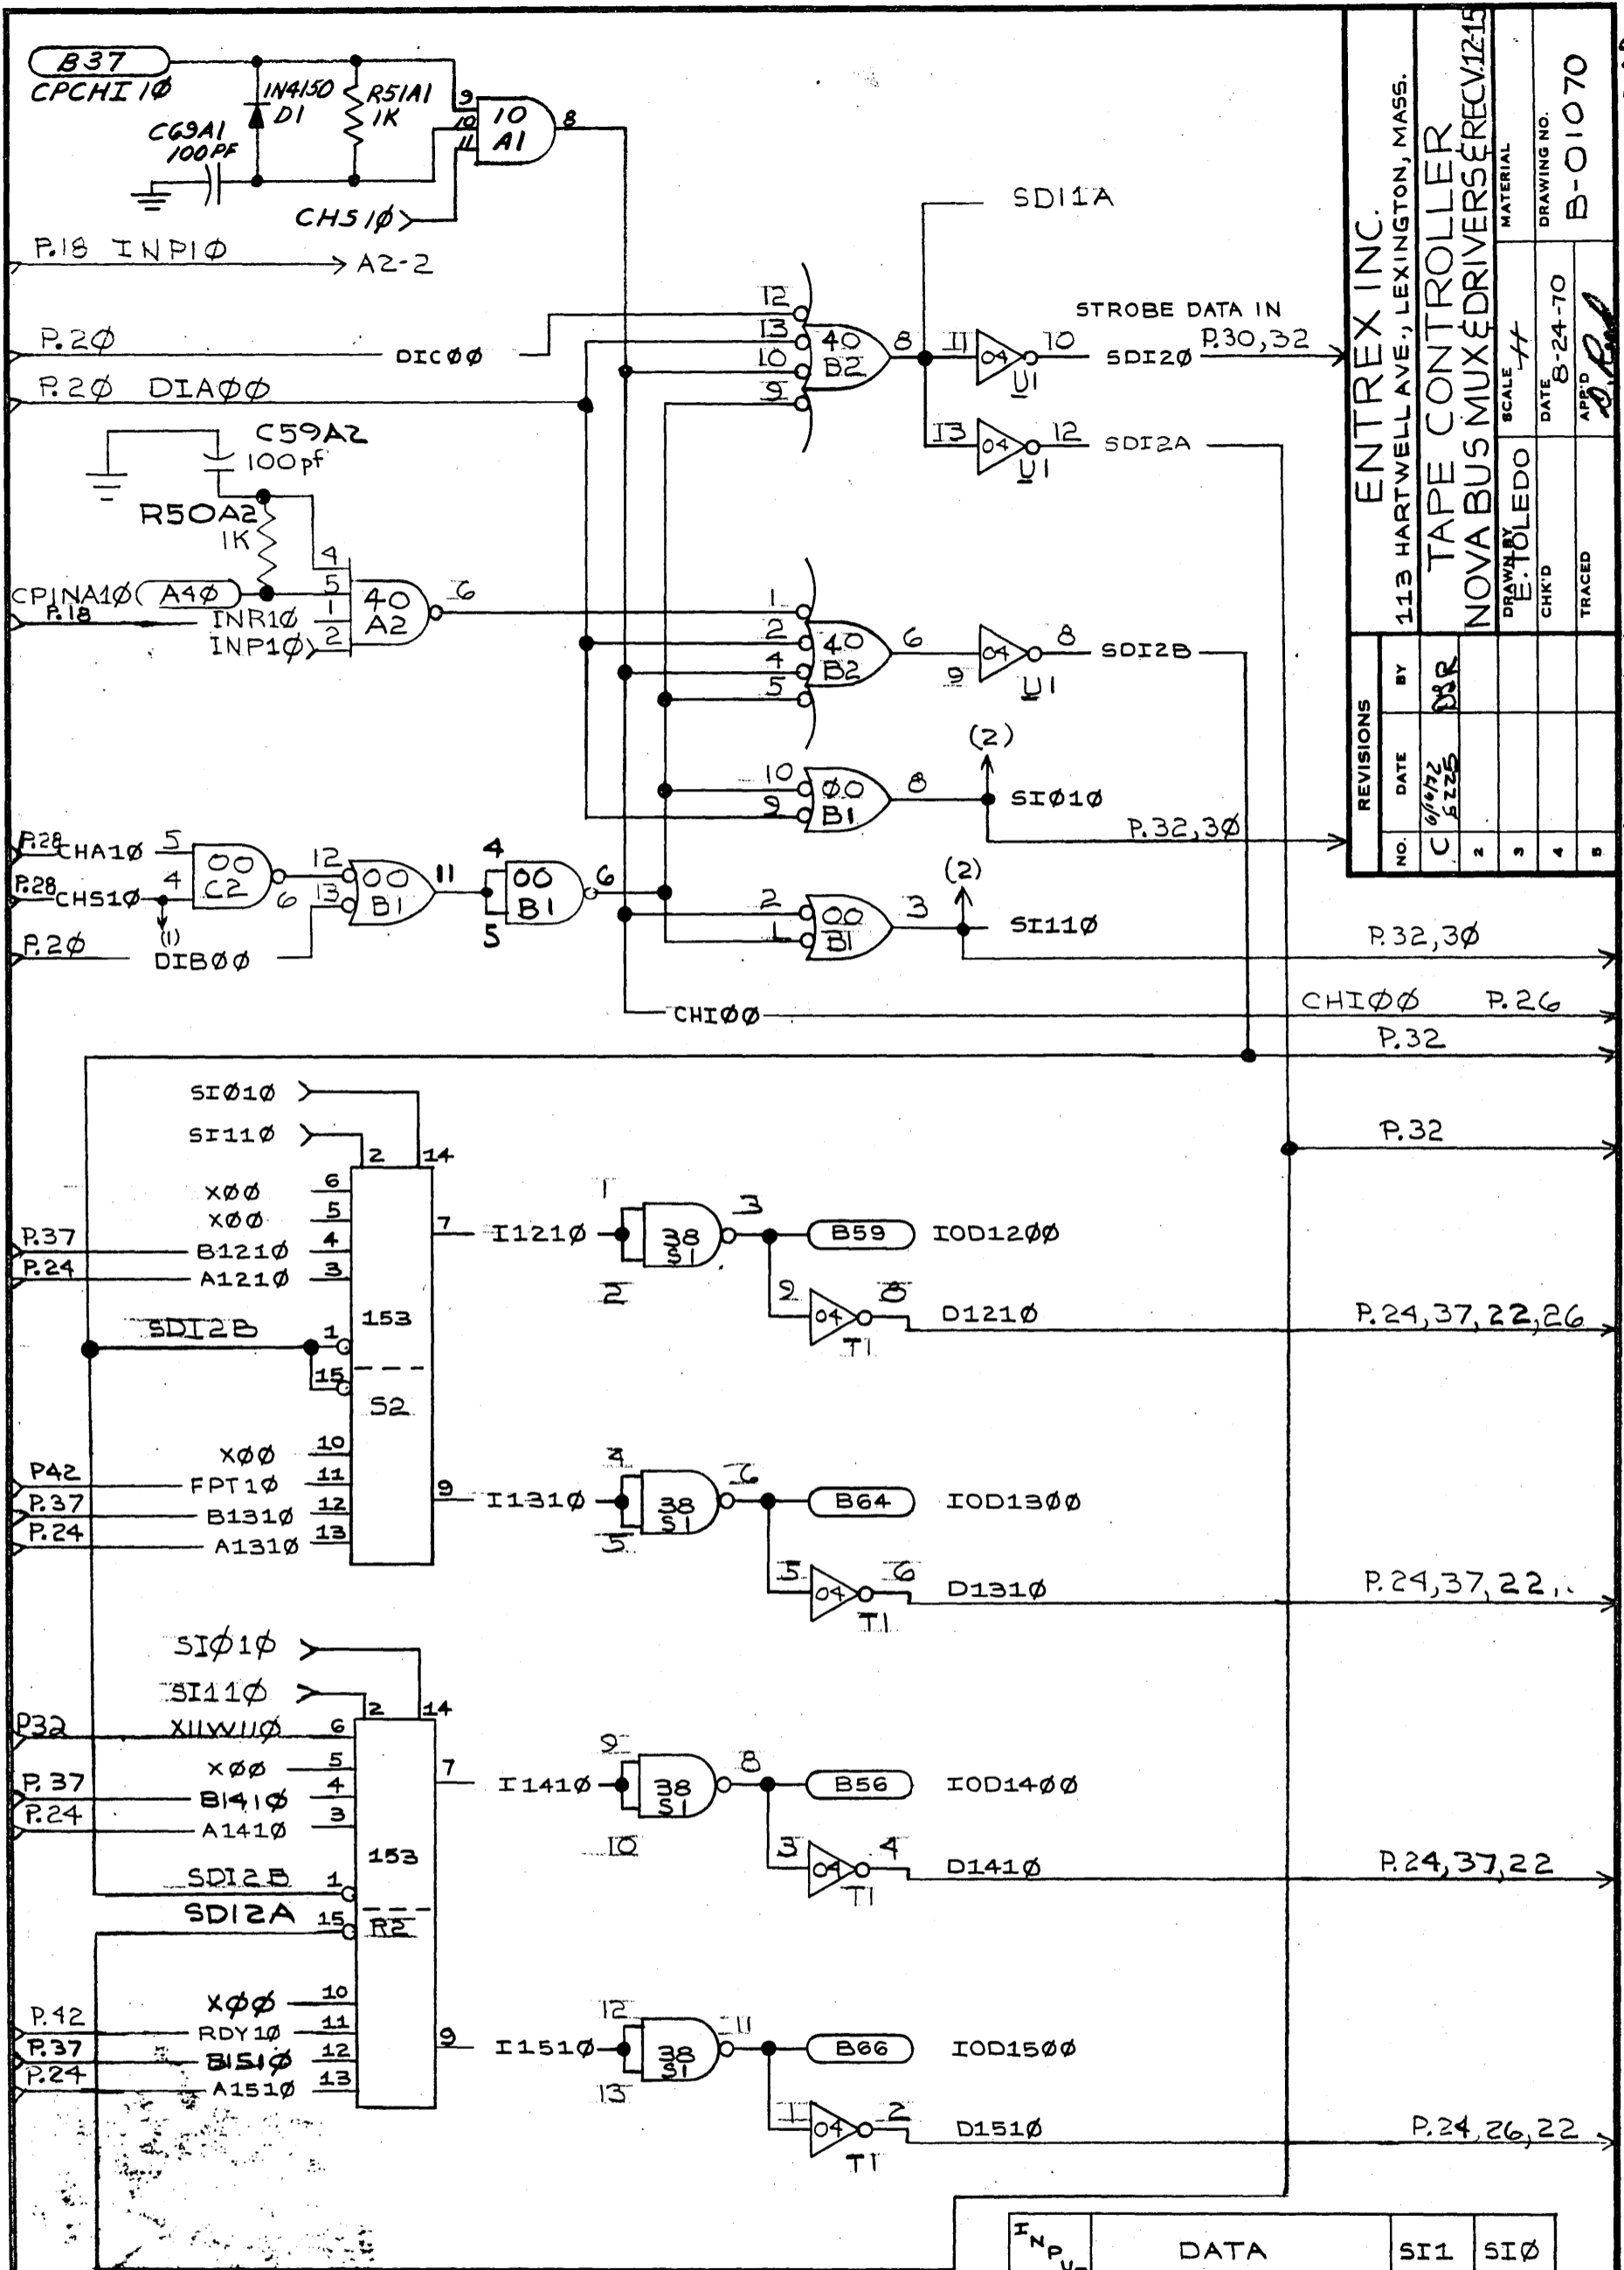 B37
CPCHI 1Ø
1N4150
D1
R51A1
1K
C69A1
100PF
9
10
11
10
A1
8
CHS 1Ø
P.18 INP1Ø
A2-2
SDI1A
P.2Ø
DICØØ
P.2Ø DIAØØ
12
13
10
9
40
B2
8
11
04
U1
10
STROBE DATA IN
SDI2Ø P.30,32
13
04
U1
12
SDI2A
C59A2
100pf
R50A2
1K
CPINA1Ø
A4Ø
P.18
INR1Ø
INP1Ø
4
5
1
2
40
A2
6
1
2
4
5
40
B2
6
9
04
U1
8
SDI2B
10
9
ØO
B1
8
(2)
SIØ1Ø
P.32,3Ø
P.28 CHA1Ø
P.28 CHS1Ø
(1)
5
4
OO
C2
6
12
13
OO
B1
11
4
5
OO
B1
6
P.2Ø
DIBØØ
2
1
OO
B1
3
(2)
SI11Ø
P.32,3Ø
CHIØØ
CHIØØ P.26
P.32
P.32
SIØ1Ø
SI11Ø
2
14
XØØ 6
XØØ 5
P.37 B121Ø 4
P.24 A121Ø 3
7
I121Ø
1
2
38
S1
3
B59
IOD12ØØ
9
04
T1
8
D121Ø
P.24,37,22,26
153
SDI2B
1
15
S2
XØØ 10
P42 FPT1Ø 11
P.37 B131Ø 12
P.24 A131Ø 13
9
I131Ø
4
5
38
S1
6
B64
IOD13ØØ
5
04
T1
6
D131Ø
P.24,37,22
SIØ1Ø
SI11Ø
2
14
P32 6
XØØ 5
P.37 B141Ø 4
P.24 A141Ø 3
7
I141Ø
9
10
38
S1
8
B56
IOD14ØØ
3
04
T1
4
D141Ø
P.24,37,22
153
SDI2B 1
SDI2A 15
R2
XØØ 10
P.42 RDY1Ø 11
P.37 B151Ø 12
P.24 A151Ø 13
9
I151Ø
12
13
38
S1
11
B66
IOD15ØØ
1
04
T1
2
D151Ø
P.24,26,22
INPUT
DATA
SI1
SIØ
ENTREX INC.
1113 HARTWELL AVE., LEXINGTON, MASS.
TAPE CONTROLLER
NOVA BUS MUX & DRIVERS & RECV. 12-15
DRAWN BY
E. TOLEDO
SCALE
MATERIAL
CHK'D
DATE
8-24-70
DRAWING NO.
B-01070
TRACED
APP'D
REVISIONS
NO.
DATE
BY
C
5225
2
3
4
5